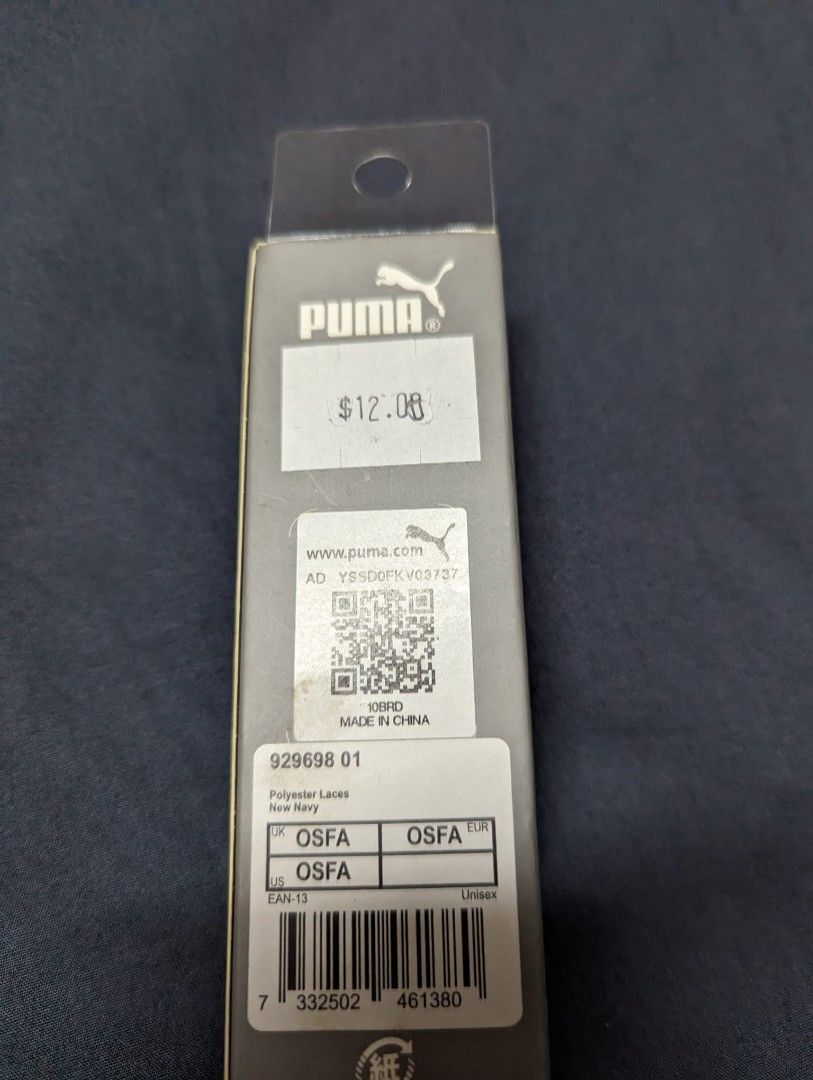 PUMA®
$12.00
www.puma.com
AD YSSD0FKV03737
10BRD
MADE IN CHINA
929698 01
Polyester Laces
New Navy
UK OSFA OSFA EUR
US OSFA
EAN-13 Unisex
7 332502 461380
紙